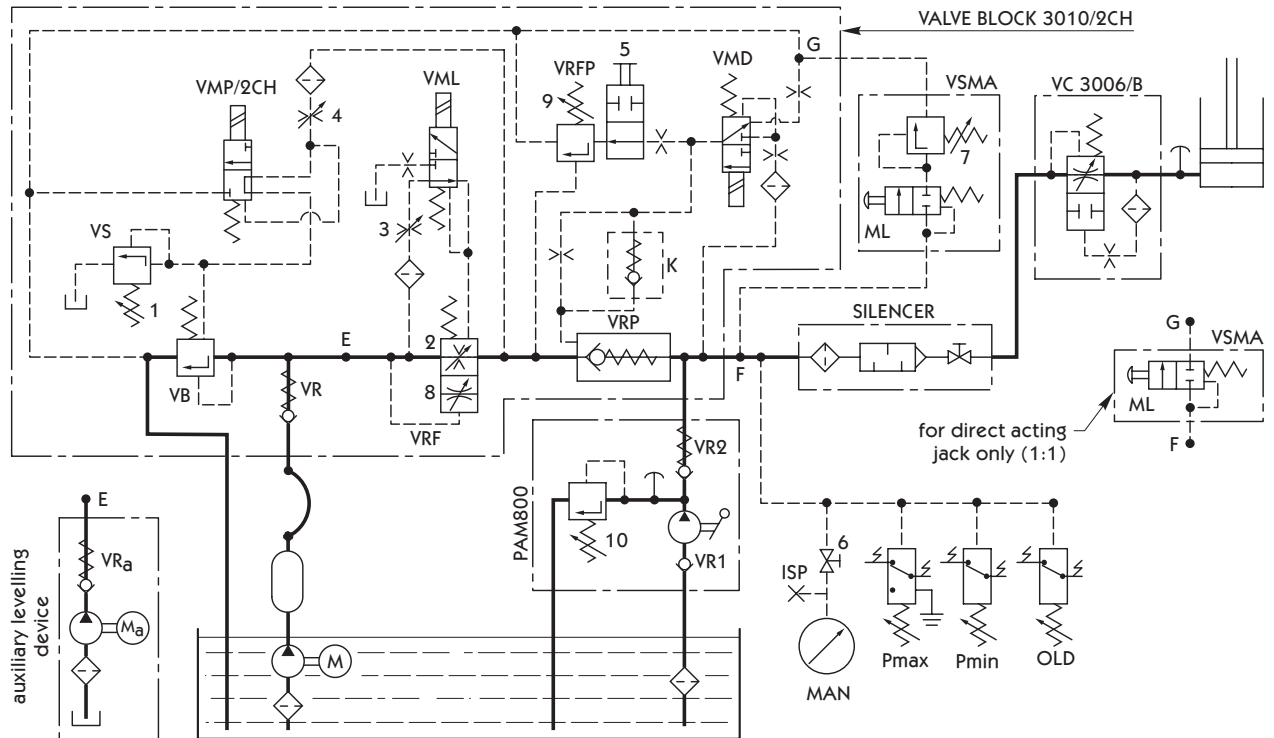 VALVE BLOCK 3010/2CH
VMP/2CH
VML
VRFP
5
VMD
G
VSMA
VC 3006/B
4
9
7
3
ML
VS
1
K
VRP
SILENCER
2
8
E
F
VB
VR
VRF
G
VSMA
ML
F
for direct acting
jack only (1:1)
PAM800
VR2
10
VR1
auxiliary levelling
device
E
VRa
Ma
M
6
ISP
MAN
Pmax
Pmin
OLD